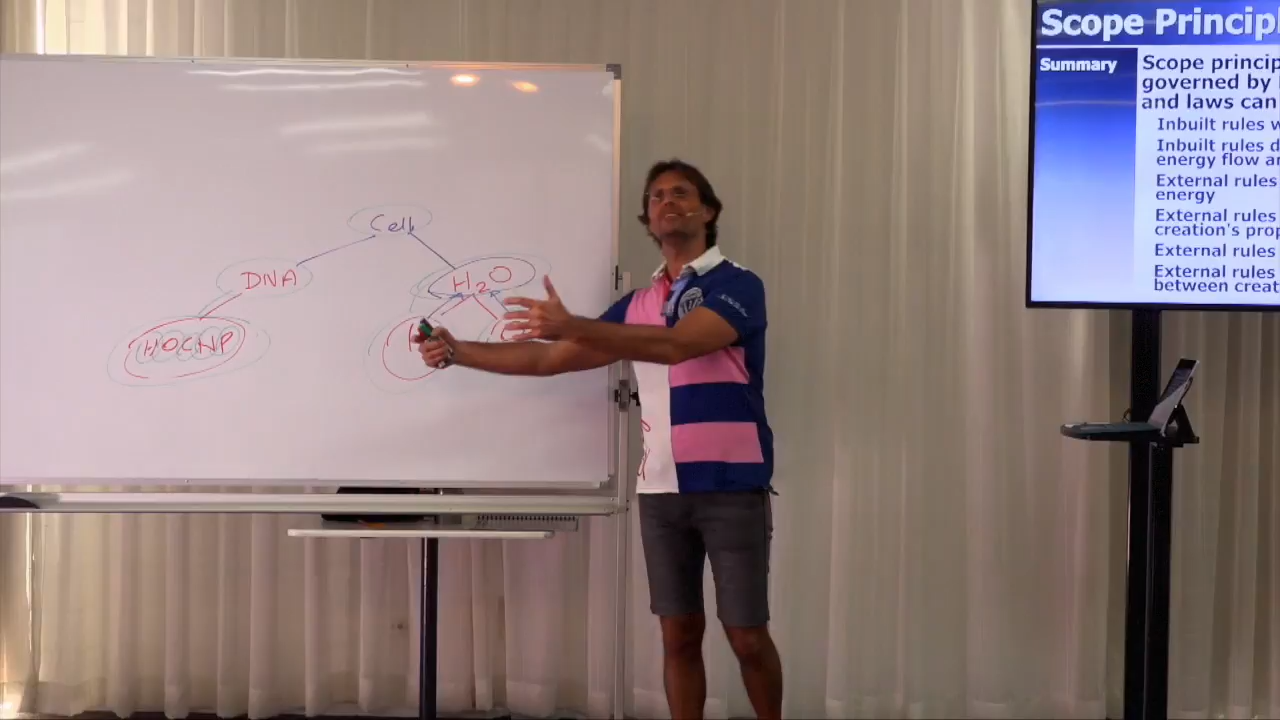 Cell
DNA
H2O
HOCNP
Scope Princip
Summary
Scope princip
governed by
and laws can
Inbuilt rules w
Inbuilt rules d
energy flow an
External rules
energy
External rules
creation's prop
External rules
External rules
between creat